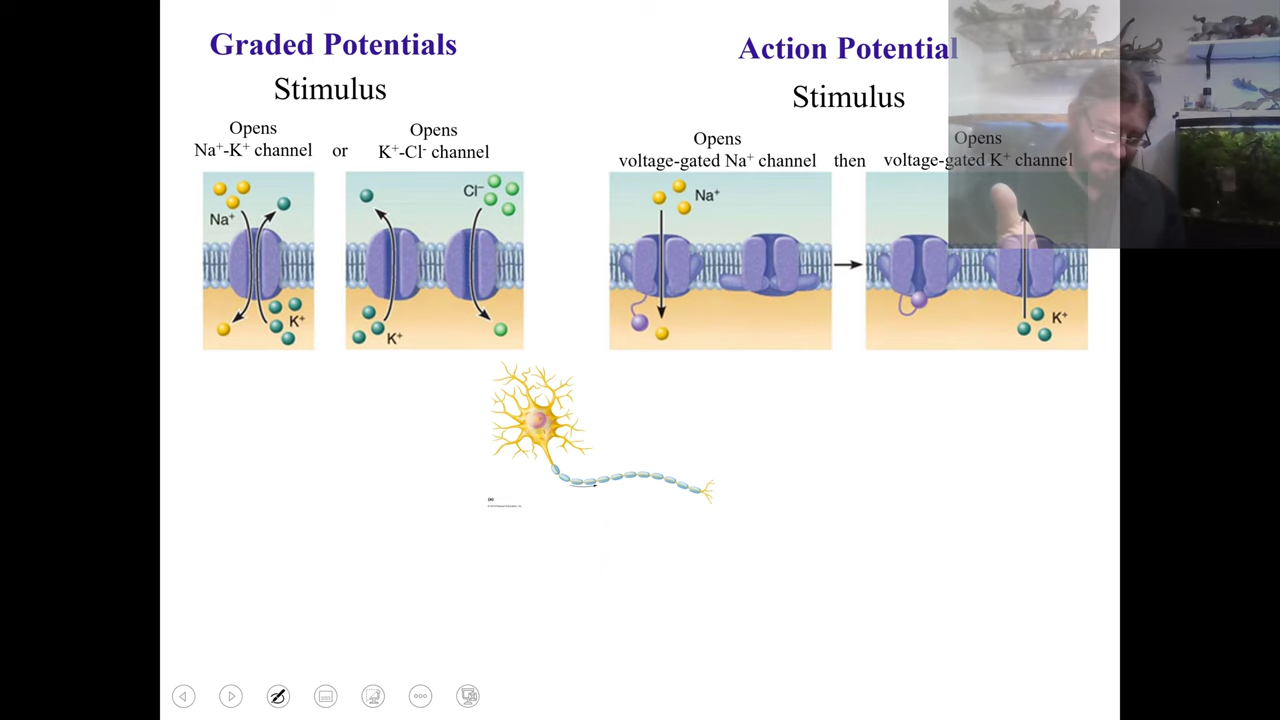 Graded Potentials
Stimulus
Opens
Na⁺-K⁺ channel
or
Opens
K⁺-Cl⁻ channel
Na⁺
K⁺
Cl⁻
K⁺
Action Potential
Stimulus
Opens
voltage-gated Na⁺ channel
then
Opens
voltage-gated K⁺ channel
Na⁺
K⁺
(a)